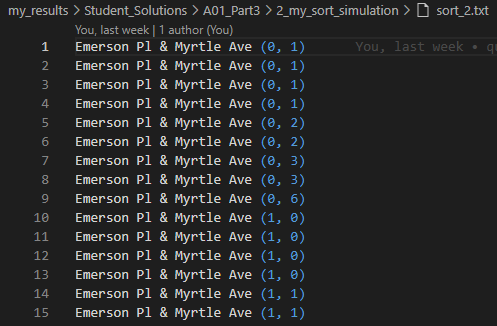 my_results > Student_Solutions > A01_Part3 > 2_my_sort_simulation > sort_2.txt
You, last week | 1 author (You)
1 Emerson Pl & Myrtle Ave (0, 1) You, last week •
2 Emerson Pl & Myrtle Ave (0, 1)
3 Emerson Pl & Myrtle Ave (0, 1)
4 Emerson Pl & Myrtle Ave (0, 1)
5 Emerson Pl & Myrtle Ave (0, 2)
6 Emerson Pl & Myrtle Ave (0, 2)
7 Emerson Pl & Myrtle Ave (0, 3)
8 Emerson Pl & Myrtle Ave (0, 3)
9 Emerson Pl & Myrtle Ave (0, 6)
10 Emerson Pl & Myrtle Ave (1, 0)
11 Emerson Pl & Myrtle Ave (1, 0)
12 Emerson Pl & Myrtle Ave (1, 0)
13 Emerson Pl & Myrtle Ave (1, 0)
14 Emerson Pl & Myrtle Ave (1, 1)
15 Emerson Pl & Myrtle Ave (1, 1)